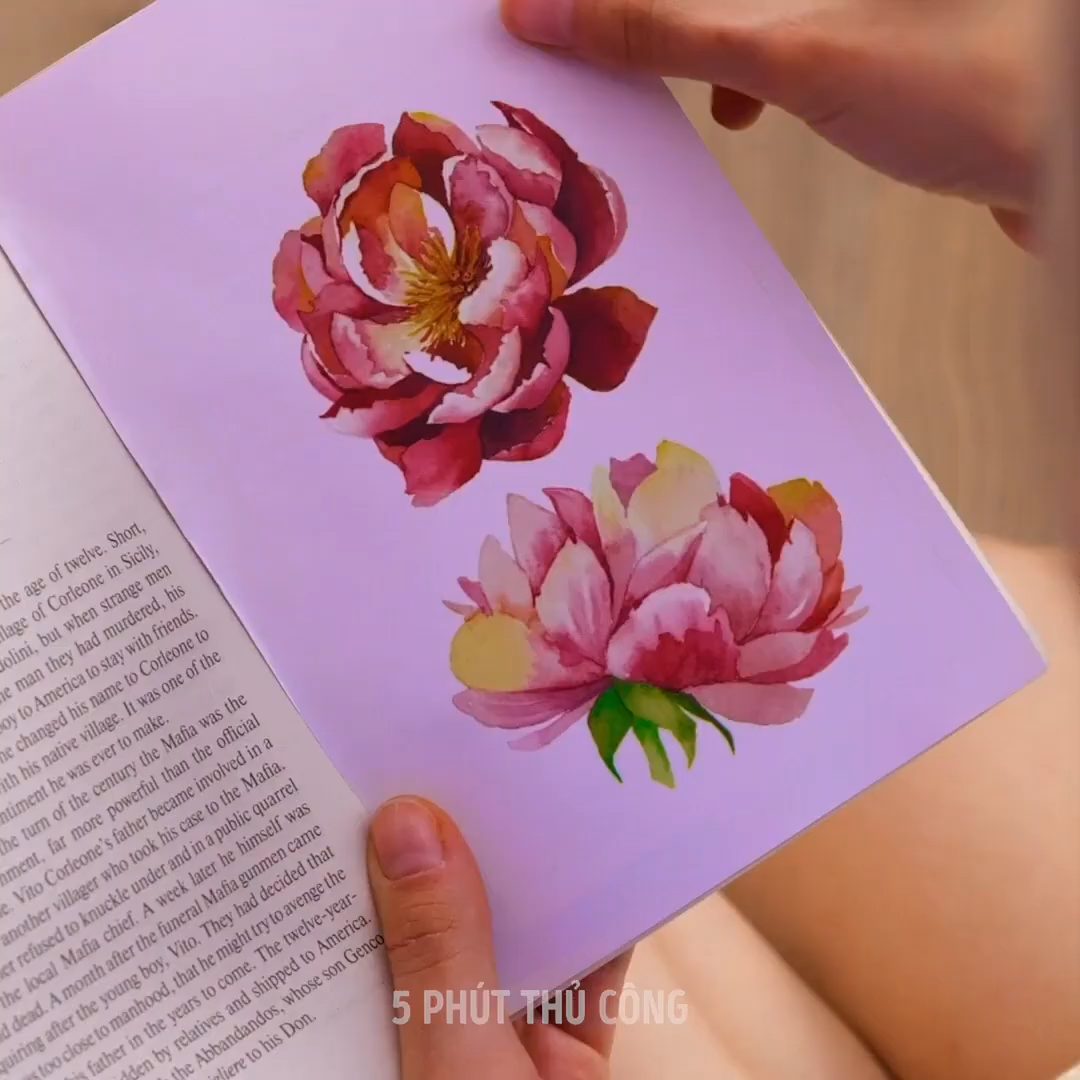 the age of twelve. Short,
of Corleone in Sicily,
but when strange men
man they had murdered, his
to America to stay with friends.
changed his name to Corleone to
his native village. It was one of the
he was ever to make.
the turn of the century the Mafia was the
far more powerful than the official
Vito Corleone's father became involved in a
another villager who took his case to the Mafia.
refused to knuckle under and in a public quarrel
the local Mafia chief. A week later he himself was
dead. A month after the funeral Mafia gunmen came
after the young boy, Vito. They had decided that
too close to manhood, that he might try to avenge the
his father in the years to come. The twelve-year-
by relatives and shipped to America.
the Abbandandos, whose son Genco
to his Don.
5 PHÚT THỦ CÔNG